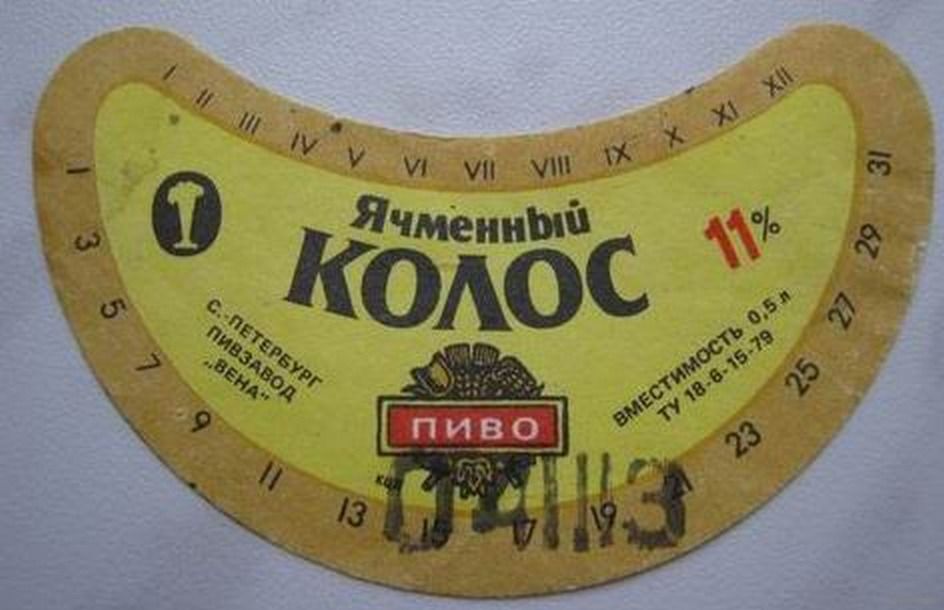 I II III IV V VI VII VIII IX X XI XII
Ячменный
КОЛОС
11%
С.-ПЕТЕРБУРГ
ПИВЗАВОД
„ВЕНА“
ВМЕСТИМОСТЬ 0,5 л
ТУ 18-6-15-79
ПИВО
1 3 5 7 9 11 13 15 17 19 21 23 25 27 29 31